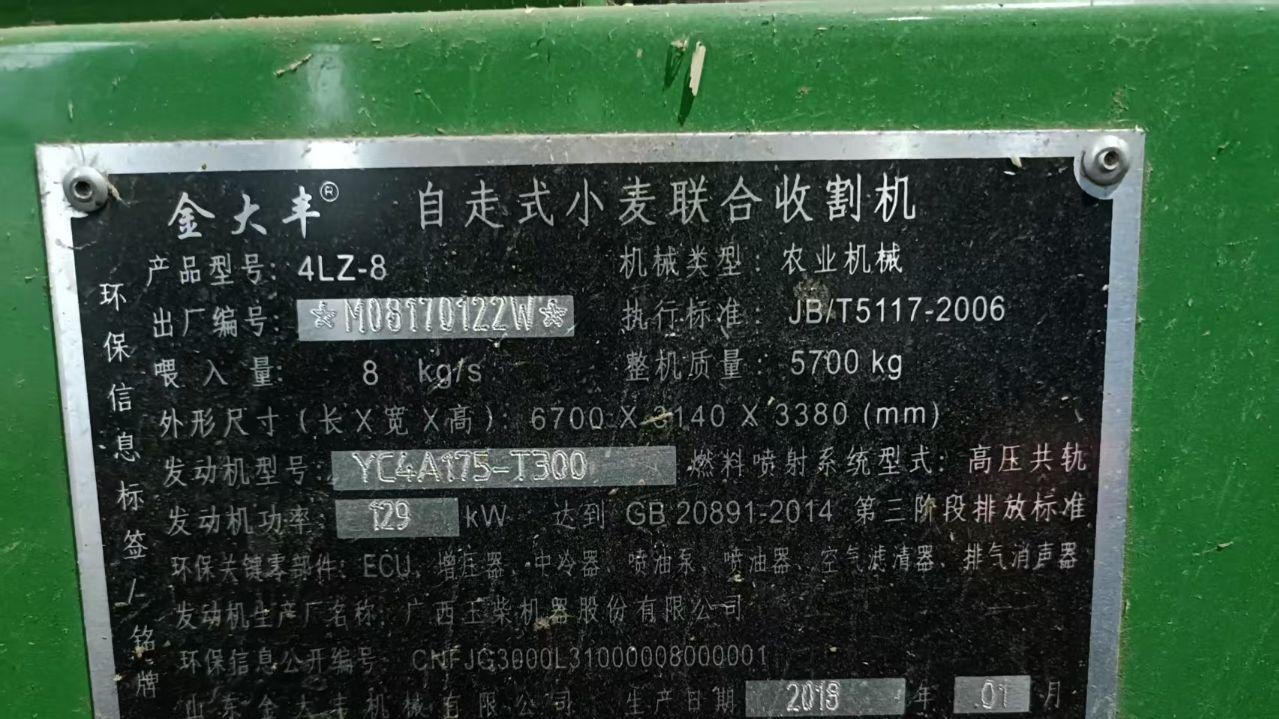 金大丰® 自走式小麦联合收割机
产品型号: 4LZ-8 机械类型: 农业机械
出厂编号: ☆M08170122W☆ 执行标准: JB/T5117-2006
喂入量: 8 kg/s 整机质量: 5700 kg
外形尺寸(长X宽X高): 6700 X 3140 X 3380 (mm)
发动机型号: YC4A175-T300 燃料喷射系统型式: 高压共轨
发动机功率: 129 kW 达到 GB 20891-2014 第三阶段排放标准
环保关键零部件: ECU、增压器、中冷器、喷油泵、喷油器、空气滤清器、排气消声器
发动机生产厂名称: 广西玉柴机器股份有限公司
环保信息公开编号: CNFJG3000L31000008000001
山东金大丰机械有限公司 生产日期 2018 年 01 月
环保信息标签/铭牌